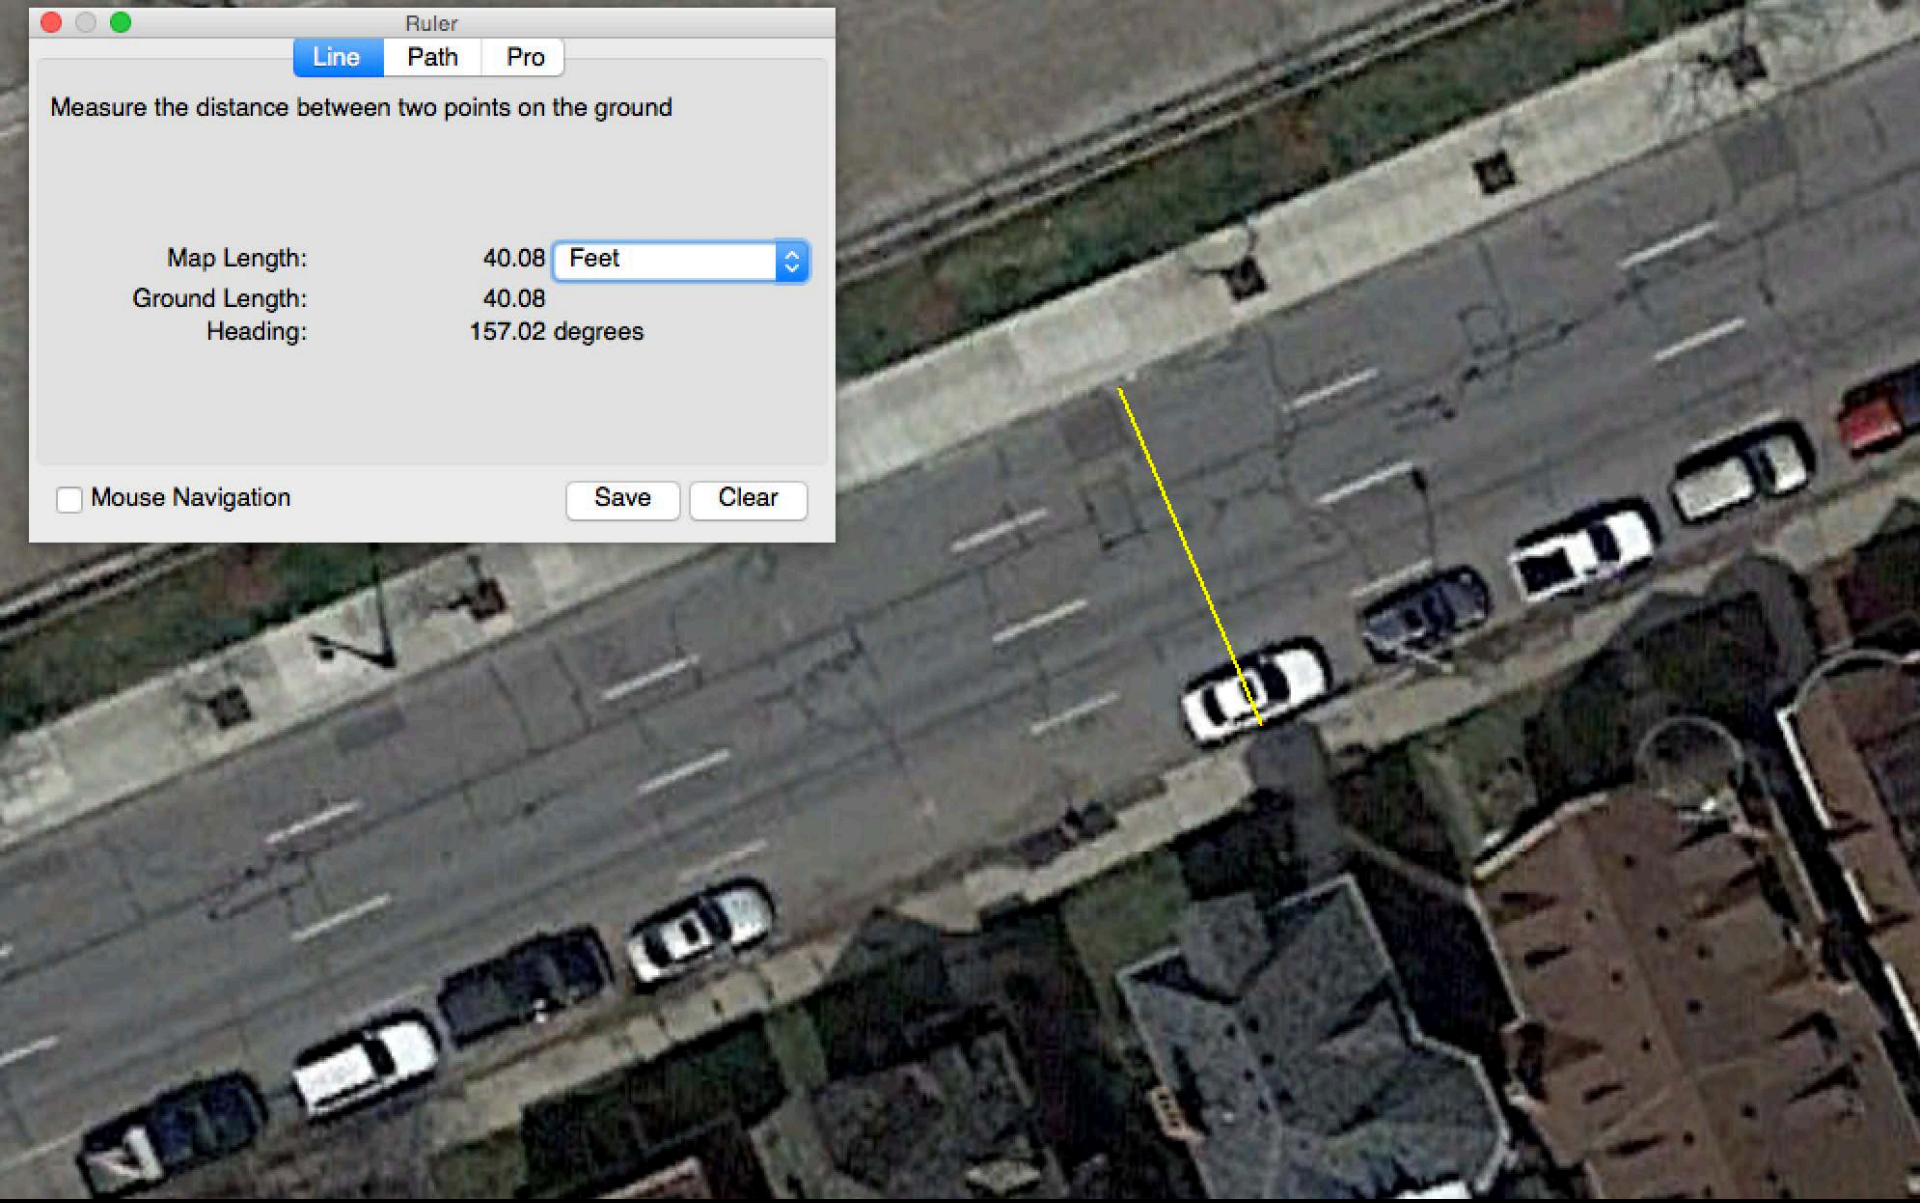 Ruler
Line Path Pro
Measure the distance between two points on the ground
Map Length: 40.08 Feet
Ground Length: 40.08
Heading: 157.02 degrees
Mouse Navigation Save Clear